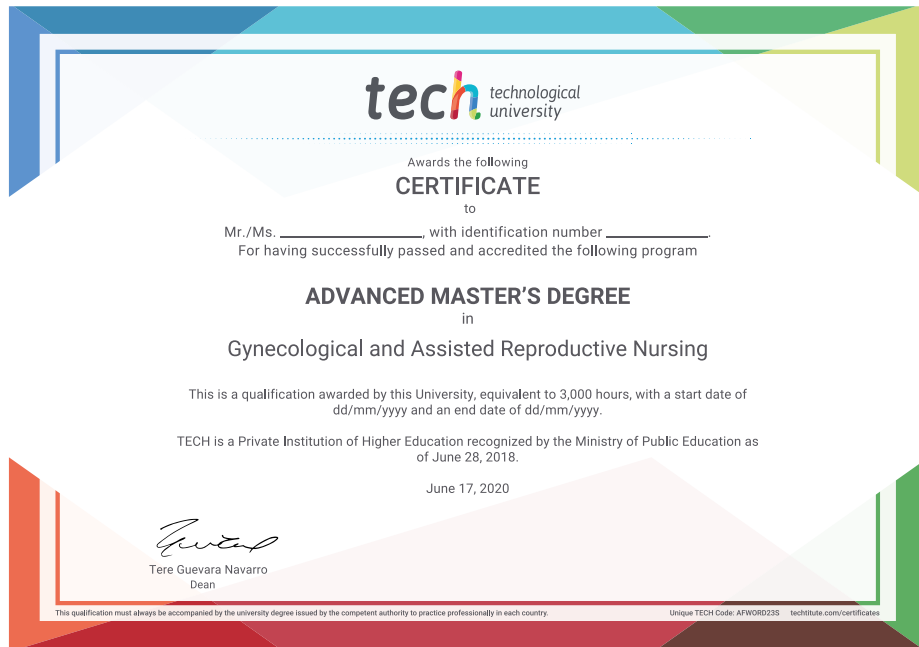 tech technological
university
Awards the following
CERTIFICATE
to
Mr./Ms. ____________________, with identification number ______________.
For having successfully passed and accredited the following program
ADVANCED MASTER'S DEGREE
in
Gynecological and Assisted Reproductive Nursing
This is a qualification awarded by this University, equivalent to 3,000 hours, with a start date of
dd/mm/yyyy and an end date of dd/mm/yyyy.
TECH is a Private Institution of Higher Education recognized by the Ministry of Public Education as
of June 28, 2018.
June 17, 2020
Tere Guevara Navarro
Dean
This qualification must always be accompanied by the university degree issued by the competent authority to practice professionally in each country.
Unique TECH Code: AFWORD23S techtitute.com/certificates